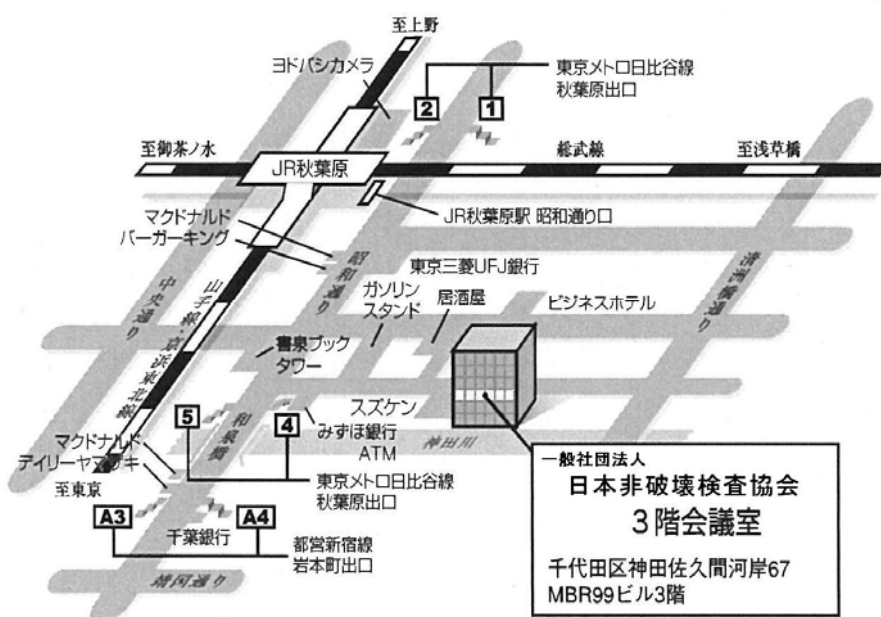 至上野
ヨドバシカメラ
東京メトロ日比谷線
秋葉原出口
2
1
至御茶ノ水
総武線
至浅草橋
JR秋葉原
JR秋葉原駅 昭和通り口
マクドナルド
バーガーキング
昭和通り
東京三菱UFJ銀行
清洲橋通り
中央通り
山手線・京浜東北線
ガソリン
スタンド
居酒屋
ビジネスホテル
書泉ブック
タワー
スズケン
5
4
和泉橋
みずほ銀行
ATM
神田川
マクドナルド
デイリーヤマザキ
至東京
東京メトロ日比谷線
秋葉原出口
A3
A4
千葉銀行
都営新宿線
岩本町出口
靖国通り
一般社団法人
日本非破壊検査協会
3階会議室
千代田区神田佐久間河岸67
MBR99ビル3階